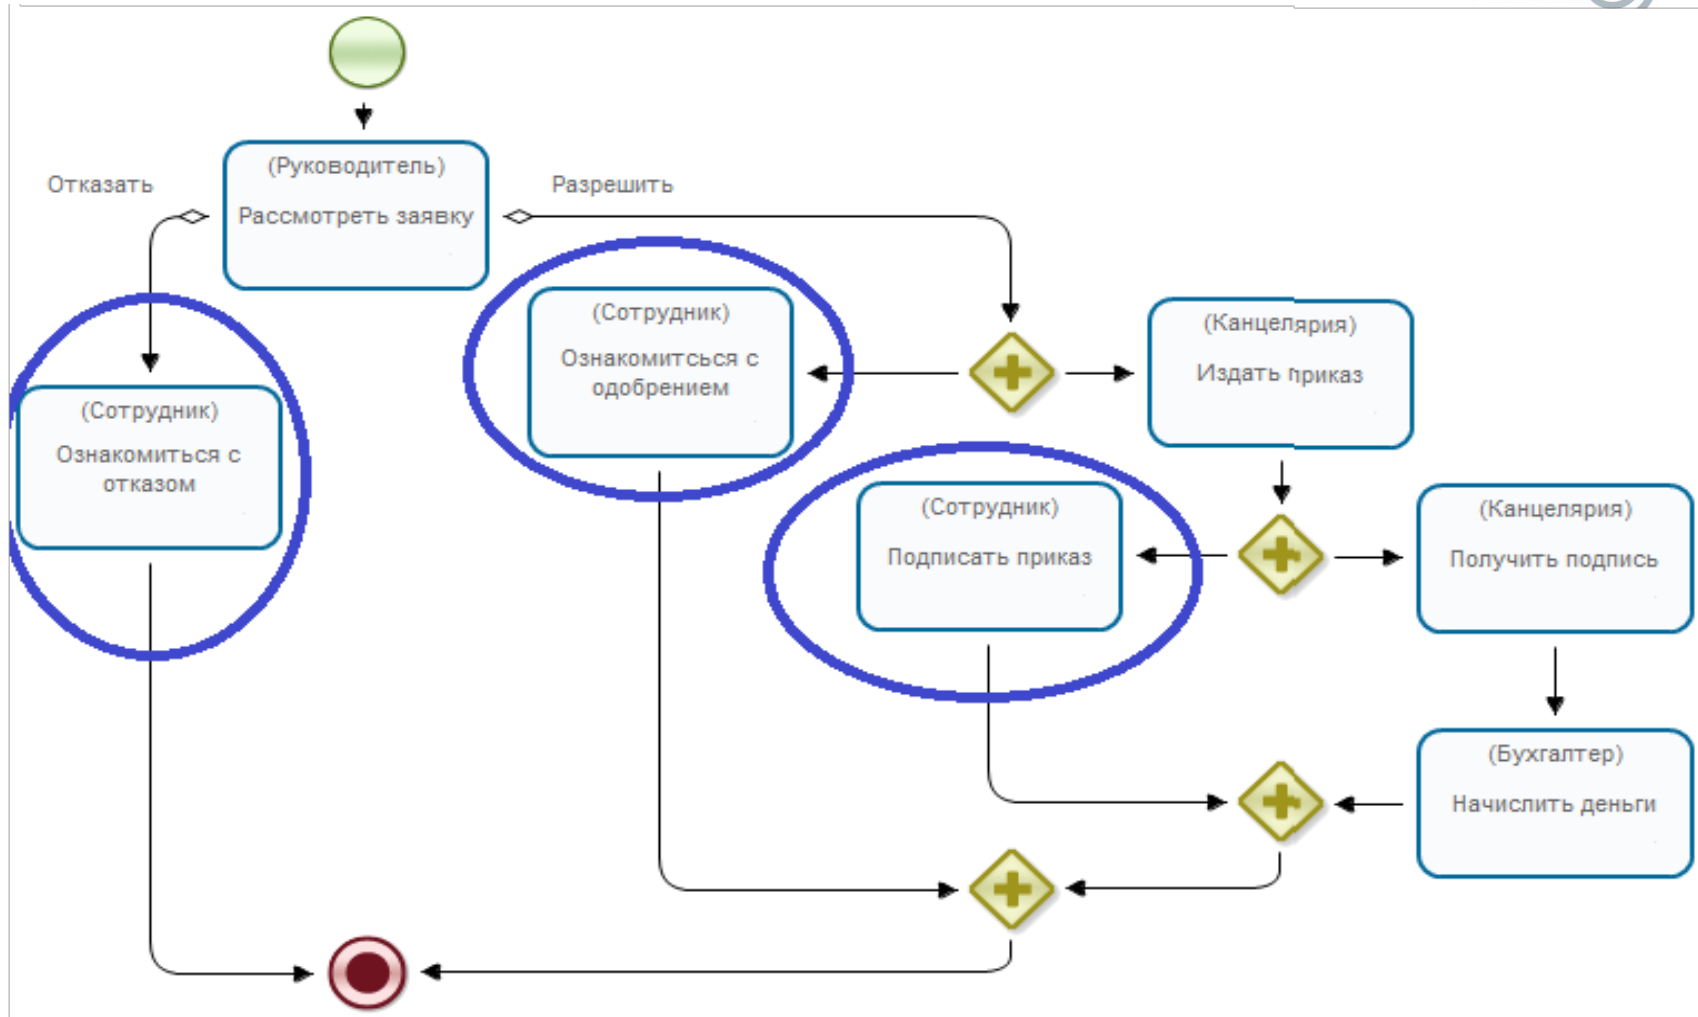 (Руководитель)
Отказать
Разрешить
Рассмотреть заявку
(Сотрудник)
Ознакомитсься с
одобрением
(Канцелярия)
Издать приказ
(Сотрудник)
Ознакомиться с
отказом
(Сотрудник)
Подписать приказ
(Канцелярия)
Получить подпись
(Бухгалтер)
Начислить деньги